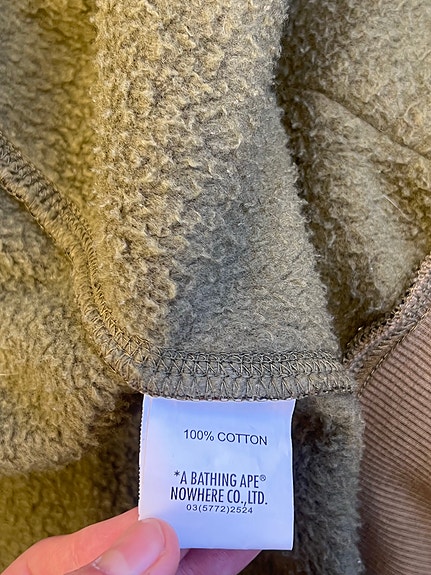 100% COTTON
*A BATHING APE®
NOWHERE CO.,LTD.
03(5772)2524